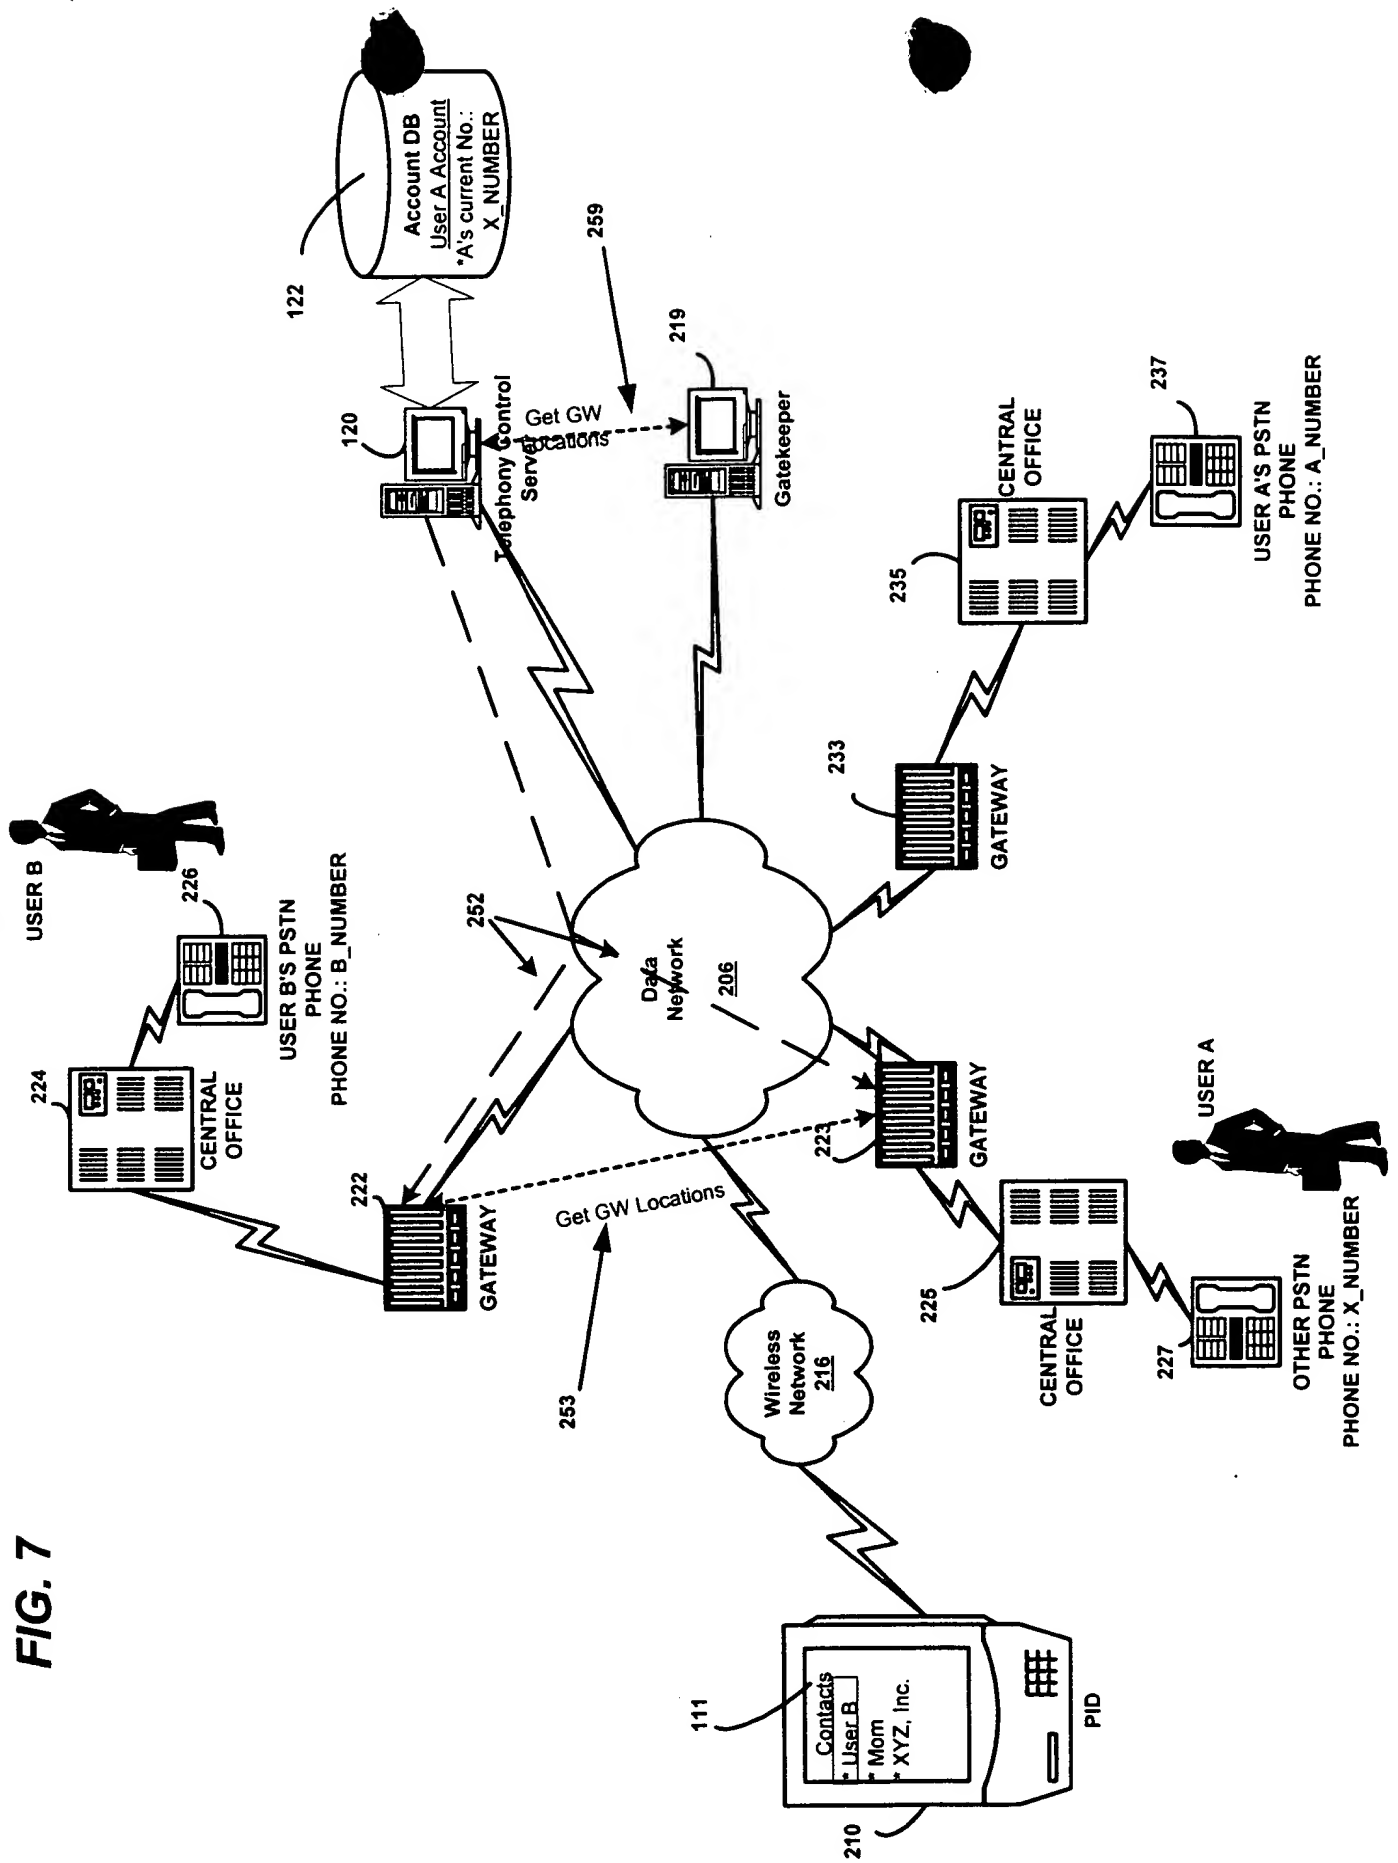 FIG. 7
USER B
226
USER B'S PSTN
PHONE
PHONE NO.: B_NUMBER
224
CENTRAL
OFFICE
222
GATEWAY
122
Account DB
User A Account
*A's current No.:
X_NUMBER
120
Telephony Control
Server
Get GW
Locations
259
219
Gatekeeper
252
Data
Network
206
Get GW Locations
253
223
GATEWAY
233
GATEWAY
235
CENTRAL
OFFICE
237
USER A'S PSTN
PHONE
PHONE NO.: A_NUMBER
USER A
225
CENTRAL
OFFICE
227
OTHER PSTN
PHONE
PHONE NO.: X_NUMBER
Wireless
Network
216
111
Contacts
* User B
* Mom
* XYZ, Inc.
PID
210